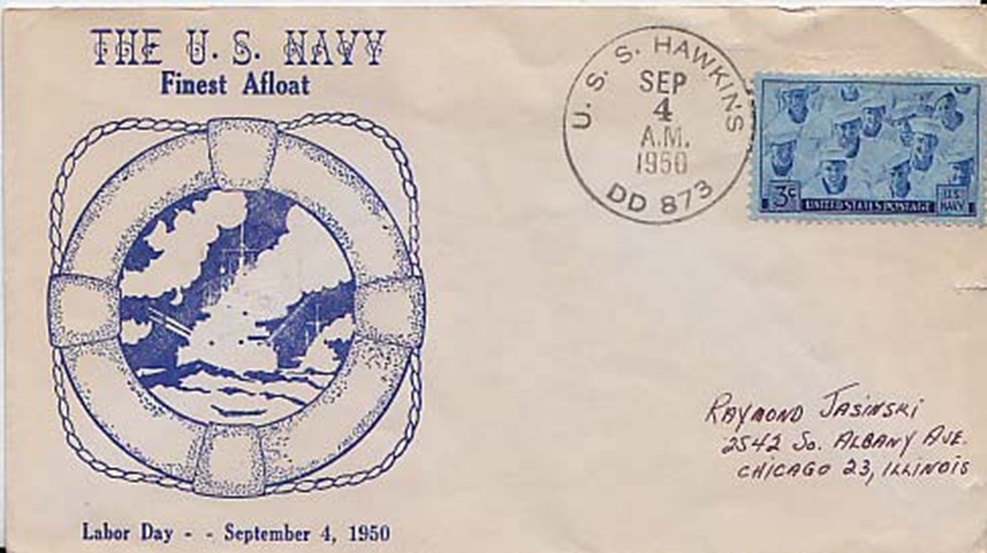 THE U. S. NAVY
Finest Afloat
U. S. S. HAWKINS
SEP
4
A.M.
1950
DD 873
3¢
UNITED STATES POSTAGE
U.S.
NAVY
RAYMOND JASINSKI
2542 SO. ALBANY AVE.
CHICAGO 23, ILLINOIS
Labor Day - - September 4, 1950